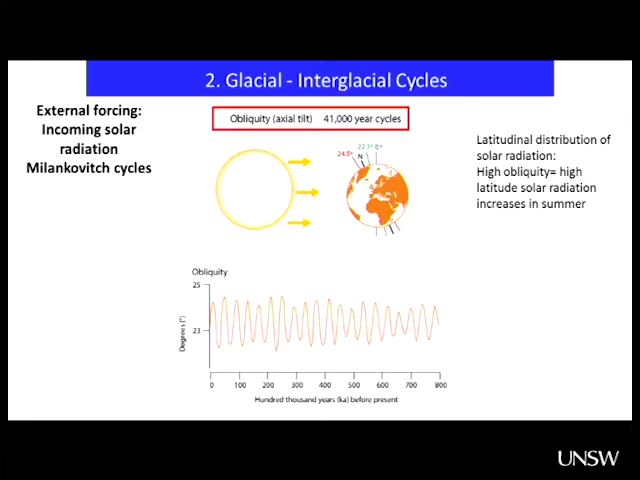 2. Glacial - Interglacial Cycles
External forcing:
Incoming solar
radiation
Milankovitch cycles
Obliquity (axial tilt) 41,000 year cycles
22.1° 0°
24.5°
N
Latitudinal distribution of
solar radiation:
High obliquity= high
latitude solar radiation
increases in summer
Obliquity
25
23
Degrees (°)
0 100 200 300 400 500 600 700 800
Hundred thousand years (ka) before present
UNSW